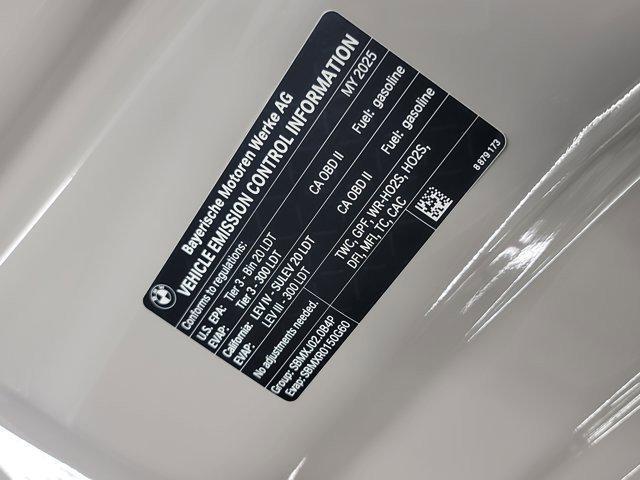 Bayerische Motoren Werke AG
VEHICLE EMISSION CONTROL INFORMATION
Conforms to regulations: MY 2025
U.S. EPA: Tier 3 - Bin 20 LDT CA OBD II Fuel: gasoline
EVAP: Tier 3 - 300 LDT
California: LEV IV - SULEV 20 LDT CA OBD II Fuel: gasoline
EVAP: LEV III - 300 LDT
No adjustments needed. TWC, GPF, WR-HO2S, HO2S,
DFI, MFI, TC, CAC
Group: SBMXJ02.0B4P
Evap: SBMXR0150G60
8 879 173